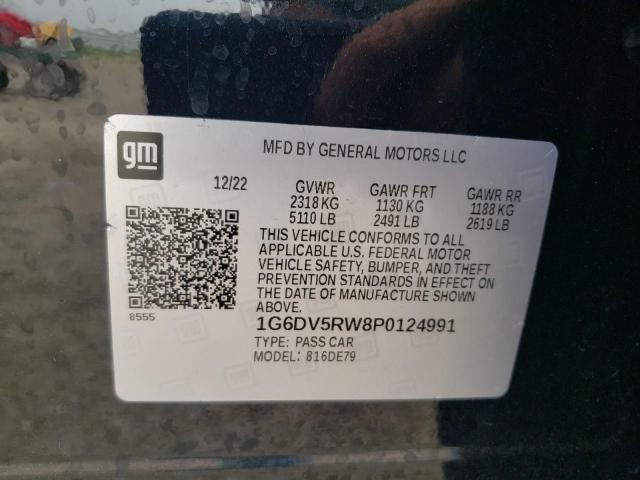 gm
MFD BY GENERAL MOTORS LLC
12/22 GVWR GAWR FRT GAWR RR
2318 KG 1130 KG 1188 KG
5110 LB 2491 LB 2619 LB
THIS VEHICLE CONFORMS TO ALL
APPLICABLE U.S. FEDERAL MOTOR
VEHICLE SAFETY, BUMPER, AND THEFT
PREVENTION STANDARDS IN EFFECT ON
THE DATE OF MANUFACTURE SHOWN
ABOVE.
8555
1G6DV5RW8P0124991
TYPE: PASS CAR
MODEL: 816DE79